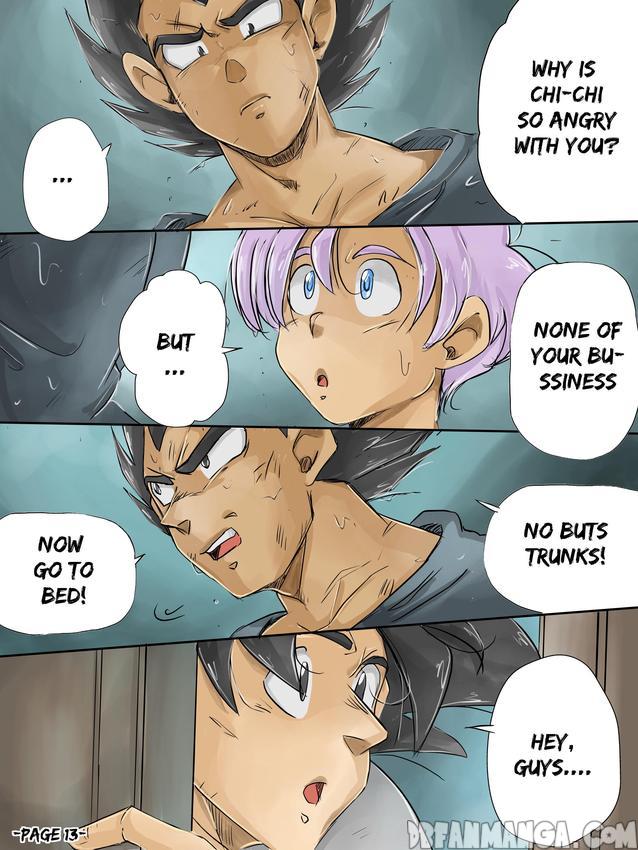 WHY IS
CHI-CHI
SO ANGRY
WITH YOU?
...
NONE OF
YOUR BU-
SSINESS
BUT
...
NO BUTS
TRUNKS!
NOW
GO TO
BED!
HEY,
GUYS....
-PAGE 13-
DREANMANGA.COM